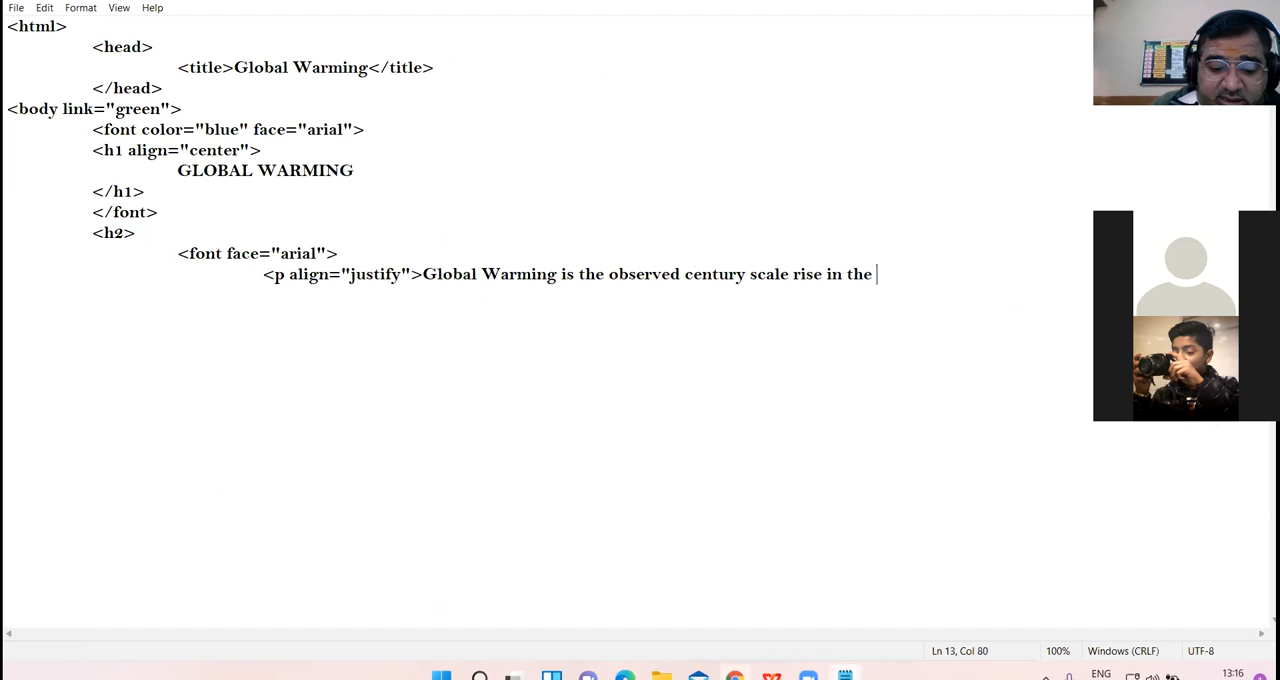 File Edit Format View Help
<html>
<head>
<title>Global Warming</title>
</head>
<body link="green">
<font color="blue" face="arial">
<h1 align="center">
GLOBAL WARMING
</h1>
</font>
<h2>
<font face="arial">
<p align="justify">Global Warming is the observed century scale rise in the
Ln 13, Col 80 100% Windows (CRLF) UTF-8
ENG 13:16